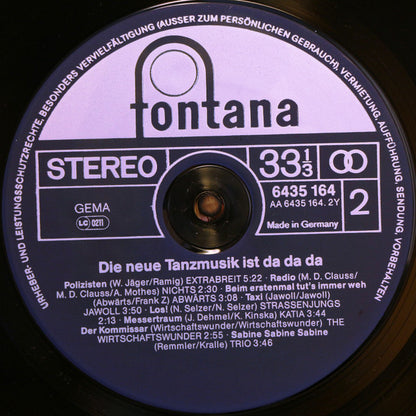 URHEBER- UND LEISTUNGSSCHUTZRECHTE, BESONDERS VERVIELFÄLTIGUNG (AUSSER ZUM PERSÖNLICHEN GEBRAUCH), VERMIETUNG, AUFFÜHRUNG, SENDUNG, VORBEHALTEN
fontana
STEREO
33 1/3
GEMA
LC 0211
6435 164
AA 6435 164. 2Y
Made in Germany
2
Die neue Tanzmusik ist da da da
Polizisten (W. Jäger/Ramig) EXTRABREIT 5:22 · Radio (M. D. Clauss/
M. D. Clauss/A. Mothes) NICHTS 2:30 · Beim erstenmal tut's immer weh
(Abwärts/Frank Z) ABWÄRTS 3:08 · Taxi (Jawoll/Jawoll)
JAWOLL 3:50 · Los! (N. Selzer/N. Selzer) STRASSENJUNGS
2:13 · Messertraum (J. Dehmel/K. Kinska) KATIA 3:44
Der Kommissar (Wirtschaftswunder/Wirtschaftswunder) THE
WIRTSCHAFTSWUNDER 2:55 · Sabine Sabine Sabine
(Remmler/Kralle) TRIO 3:46